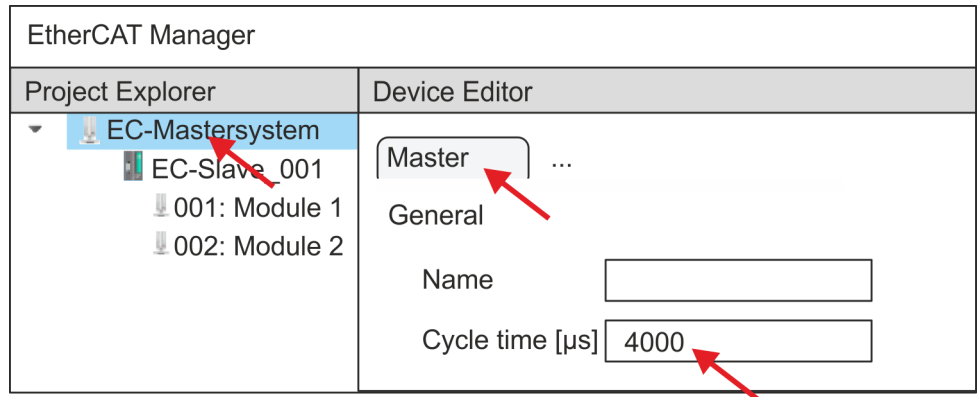 EtherCAT Manager
Project Explorer
Device Editor
EC-Mastersystem
EC-Slave_001
001: Module 1
002: Module 2
Master ...
General
Name
Cycle time [µs] 4000